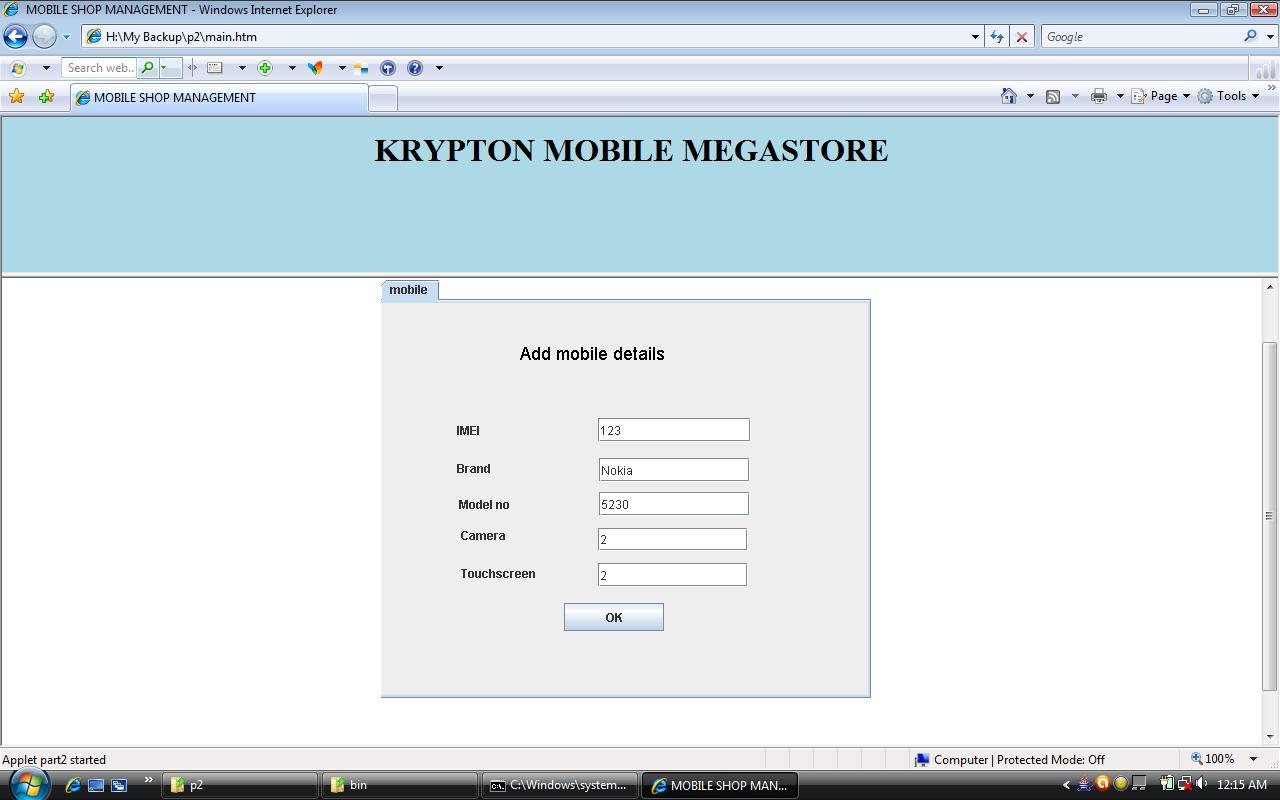 MOBILE SHOP MANAGEMENT - Windows Internet Explorer
H:\My Backup\p2\main.htm
Google
Search web..
MOBILE SHOP MANAGEMENT
Page
Tools
KRYPTON MOBILE MEGASTORE
mobile
Add mobile details
IMEI 123
Brand Nokia
Model no 5230
Camera 2
Touchscreen 2
OK
Applet part2 started
Computer | Protected Mode: Off
100%
p2
bin
C:\Windows\system...
MOBILE SHOP MAN...
12:15 AM